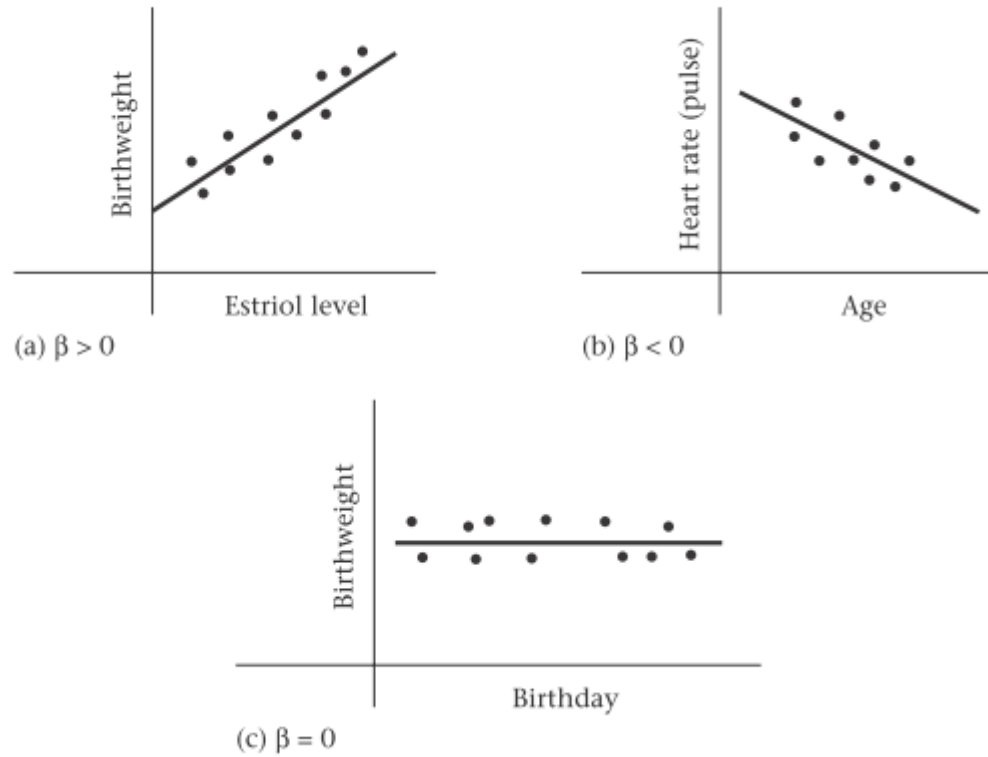 Birthweight
Estriol level
(a) β > 0
Heart rate (pulse)
Age
(b) β < 0
Birthweight
Birthday
(c) β = 0